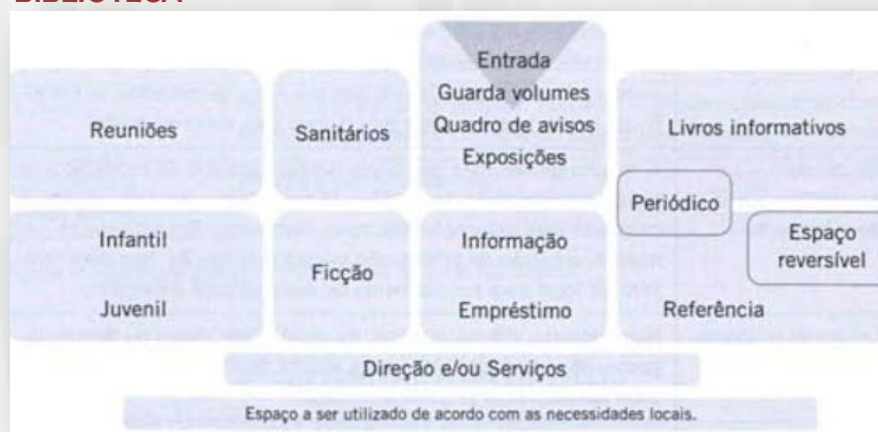 BIBLIOTECA
Entrada
Guarda volumes
Quadro de avisos
Exposições
Reuniões
Sanitários
Livros informativos
Periódico
Espaço
reversível
Infantil
Juvenil
Ficção
Informação
Empréstimo
Referência
Direção e/ou Serviços
Espaço a ser utilizado de acordo com as necessidades locais.